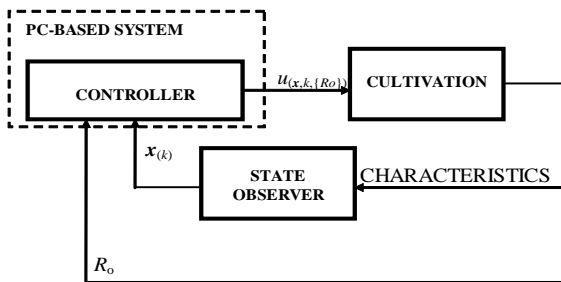 PC-BASED SYSTEM
CONTROLLER
u(x,k,{Ro})
CULTIVATION
x(k)
STATE
OBSERVER
CHARACTERISTICS
Ro